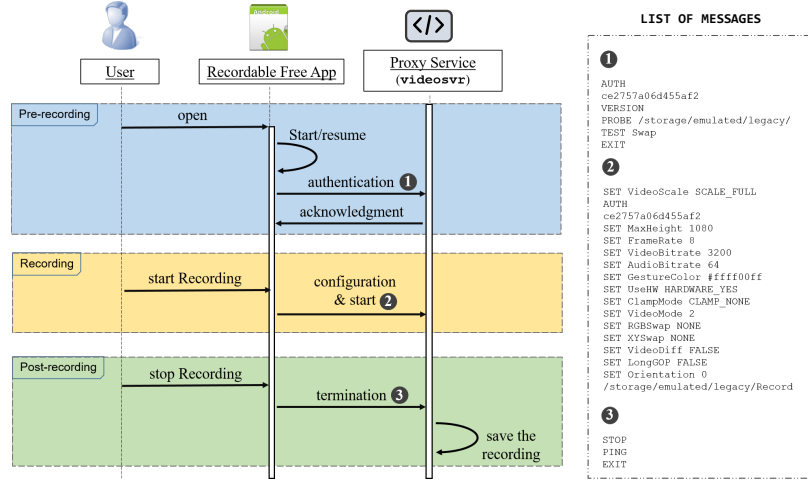 LIST OF MESSAGES
Android
</>
User
Recordable Free App
Proxy Service
(videosvr)
Pre-recording
open
Start/resume
authentication 1
acknowledgment
Recording
start Recording
configuration
& start 2
Post-recording
stop Recording
termination 3
save the
recording
1
AUTH
ce2757a06d455af2
VERSION
PROBE /storage/emulated/legacy/
TEST Swap
EXIT
2
SET VideoScale SCALE_FULL
AUTH
ce2757a06d455af2
SET MaxHeight 1080
SET FrameRate 8
SET VideoBitrate 3200
SET AudioBitrate 64
SET GestureColor #ffff00ff
SET UseHW HARDWARE_YES
SET ClampMode CLAMP_NONE
SET VideoMode 2
SET RGBSwap NONE
SET XYSwap NONE
SET VideoDiff FALSE
SET LongGOP FALSE
SET Orientation 0
/storage/emulated/legacy/Record
3
STOP
PING
EXIT